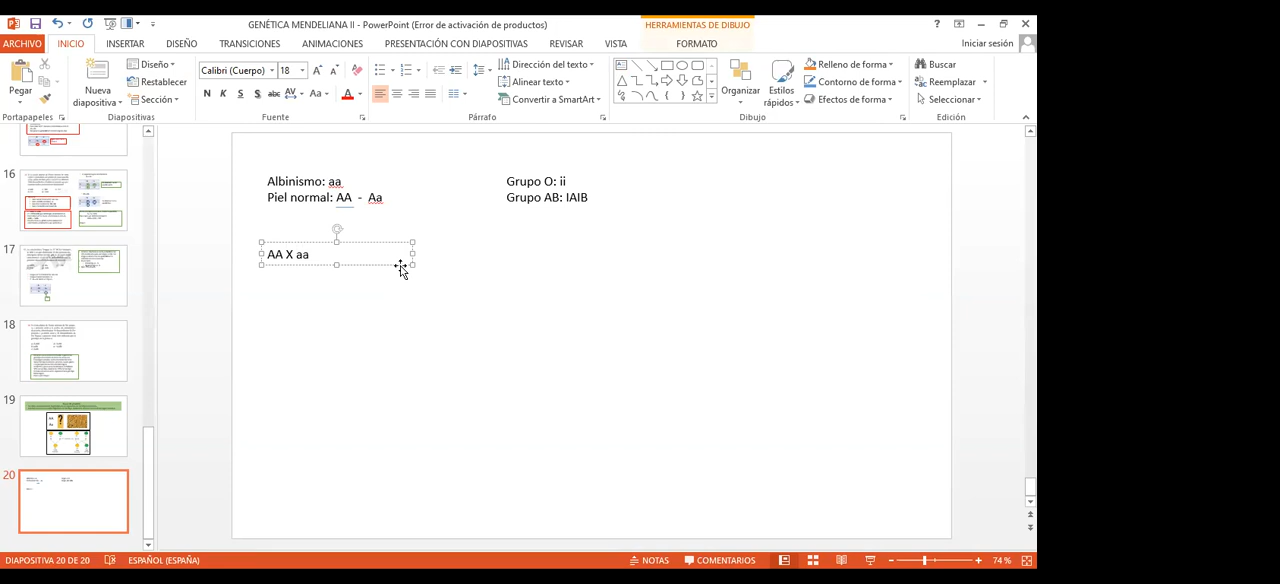 GENÉTICA MENDELIANA II - PowerPoint (Error de activación de productos)
HERRAMIENTAS DE DIBUJO
ARCHIVO INICIO INSERTAR DISEÑO TRANSICIONES ANIMACIONES PRESENTACIÓN CON DIAPOSITIVAS REVISAR VISTA FORMATO Iniciar sesión
Pegar
Nueva diapositiva
Diseño
Restablecer
Sección
Calibri (Cuerpo) 18
N K S S abc AV Aa A
Dirección del texto
Alinear texto
Convertir a SmartArt
Organizar
Estilos rápidos
Relleno de forma
Contorno de forma
Efectos de forma
Buscar
Reemplazar
Seleccionar
Portapapeles Diapositivas Fuente Párrafo Dibujo Edición
16
17
18
19
20
Albinismo: aa
Piel normal: AA - Aa
Grupo O: ii
Grupo AB: IAIB
AA X aa
DIAPOSITIVA 20 DE 20 ESPAÑOL (ESPAÑA) NOTAS COMENTARIOS 74 %